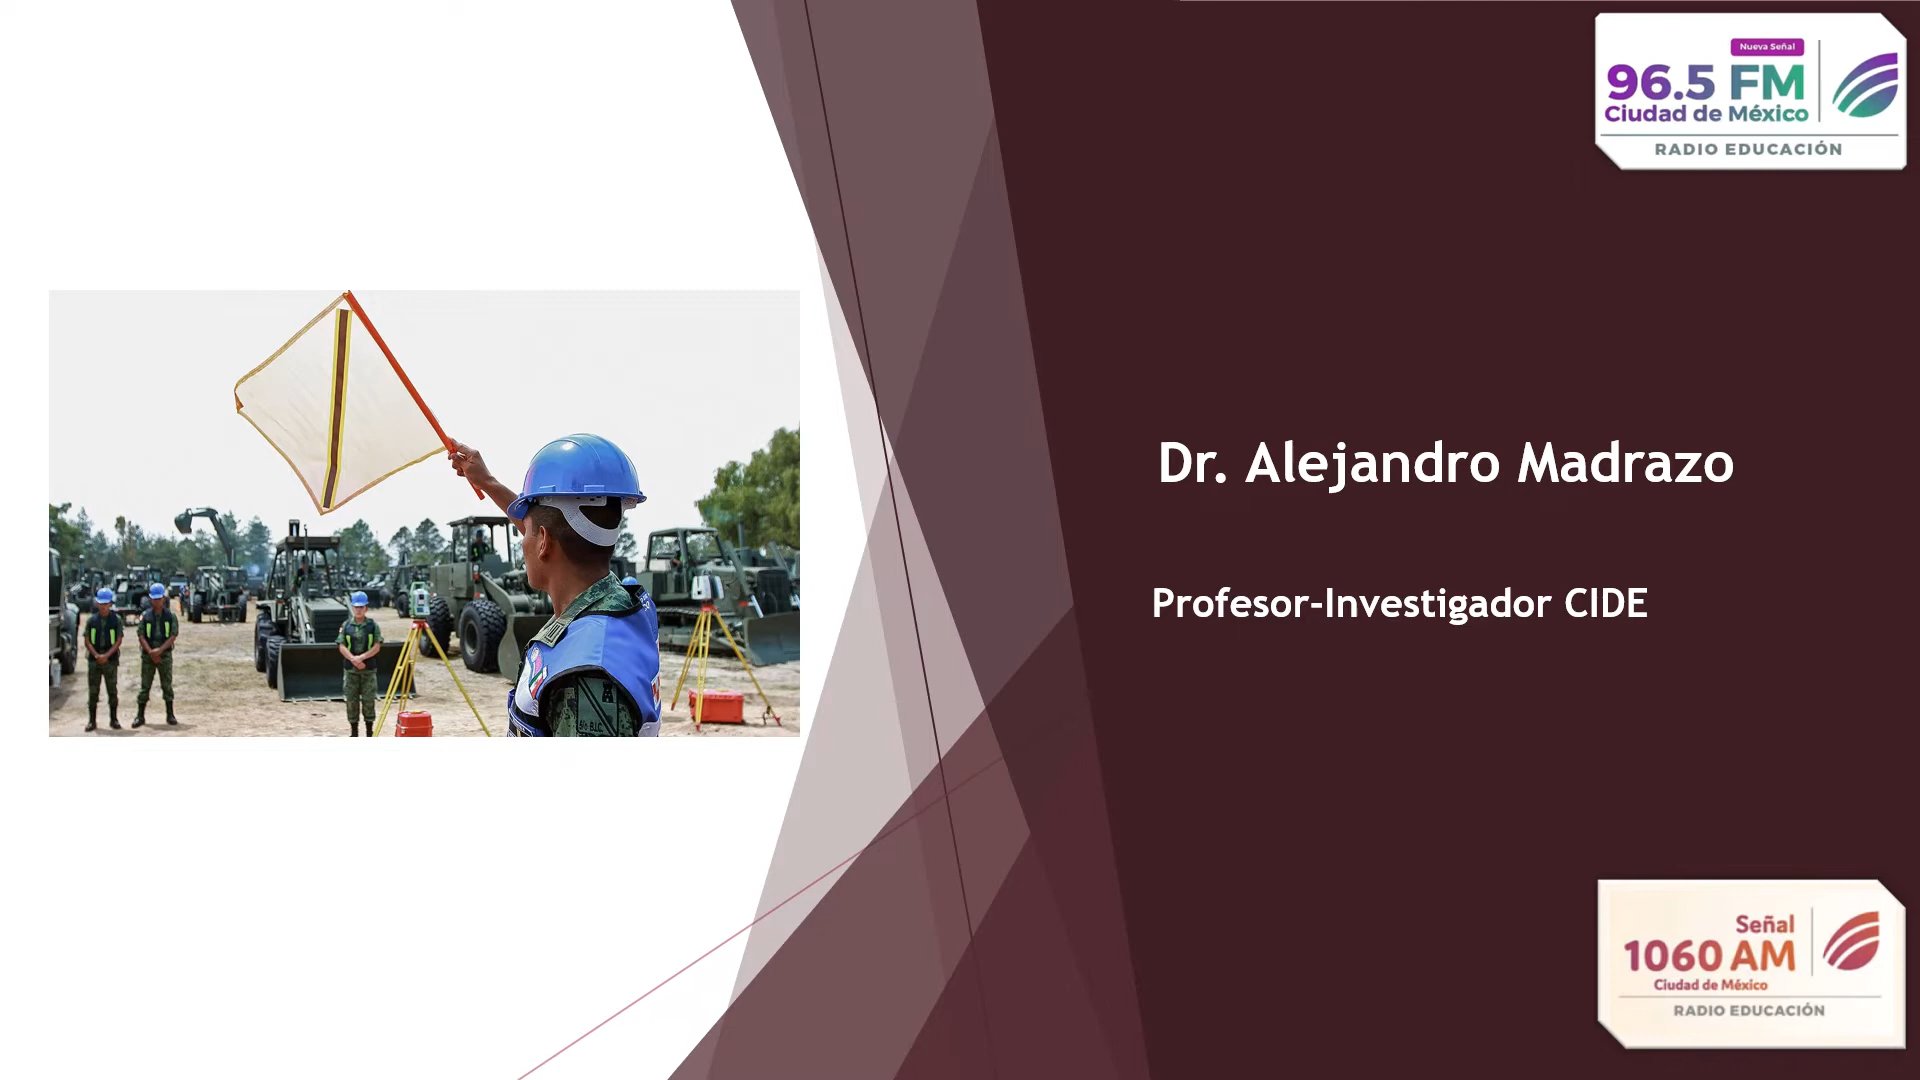 Nueva Señal
96.5 FM
Ciudad de México
RADIO EDUCACIÓN
Dr. Alejandro Madrazo
Profesor-Investigador CIDE
Señal
1060 AM
Ciudad de México
RADIO EDUCACIÓN